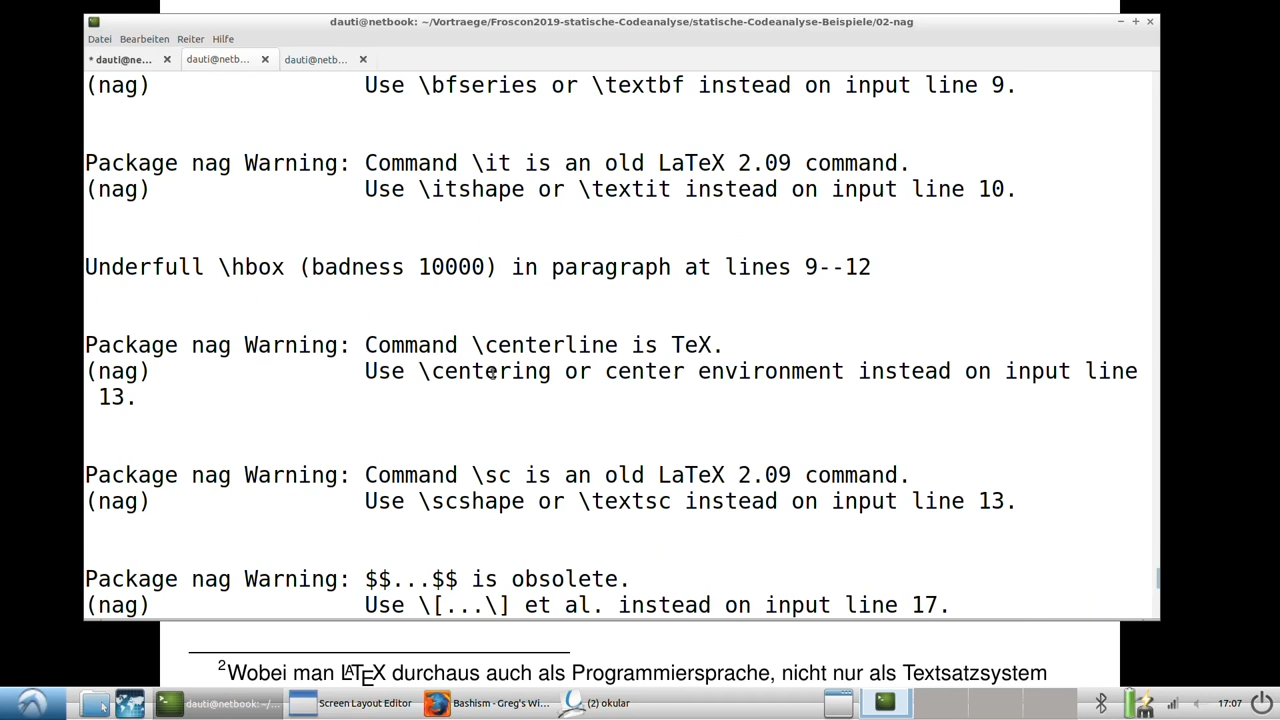 dauti@netbook: ~/Vortraege/Froscon2019-statische-Codeanalyse/statische-Codeanalyse-Beispiele/02-nag
Datei Bearbeiten Reiter Hilfe
* dauti@ne... dauti@netb... dauti@netb...
(nag) Use \bfseries or \textbf instead on input line 9.
Package nag Warning: Command \it is an old LaTeX 2.09 command.
(nag) Use \itshape or \textit instead on input line 10.
Underfull \hbox (badness 10000) in paragraph at lines 9--12
Package nag Warning: Command \centerline is TeX.
(nag) Use \centering or center environment instead on input line
13.
Package nag Warning: Command \sc is an old LaTeX 2.09 command.
(nag) Use \scshape or \textsc instead on input line 13.
Package nag Warning: $$...$$ is obsolete.
(nag) Use \[...\] et al. instead on input line 17.
2Wobei man LATEX durchaus auch als Programmiersprache, nicht nur als Textsatzsystem
dauti@netbook: ~/... Screen Layout Editor Bashism - Greg's Wi... (2) okular 17:07